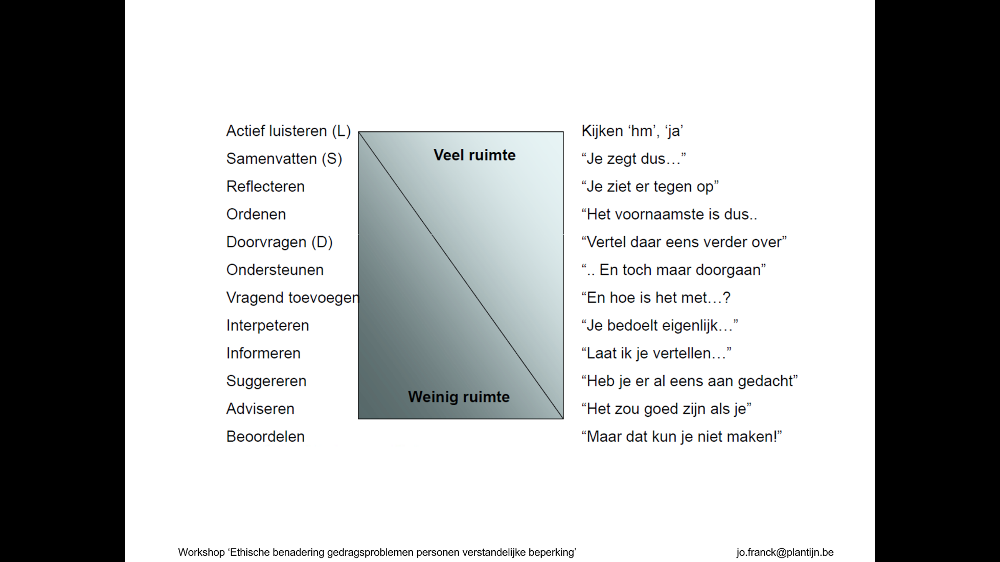 Actief luisteren (L)
Samenvatten (S)
Reflecteren
Ordenen
Doorvragen (D)
Ondersteunen
Vragend toevoegen
Interpeteren
Informeren
Suggereren
Adviseren
Beoordelen
Veel ruimte
Weinig ruimte
Kijken ‘hm’, ‘ja’
“Je zegt dus…”
“Je ziet er tegen op”
“Het voornaamste is dus..
“Vertel daar eens verder over”
“.. En toch maar doorgaan”
“En hoe is het met…?
“Je bedoelt eigenlijk…”
“Laat ik je vertellen…”
“Heb je er al eens aan gedacht”
“Het zou goed zijn als je”
“Maar dat kun je niet maken!”
Workshop ‘Ethische benadering gedragsproblemen personen verstandelijke beperking’
jo.franck@plantijn.be